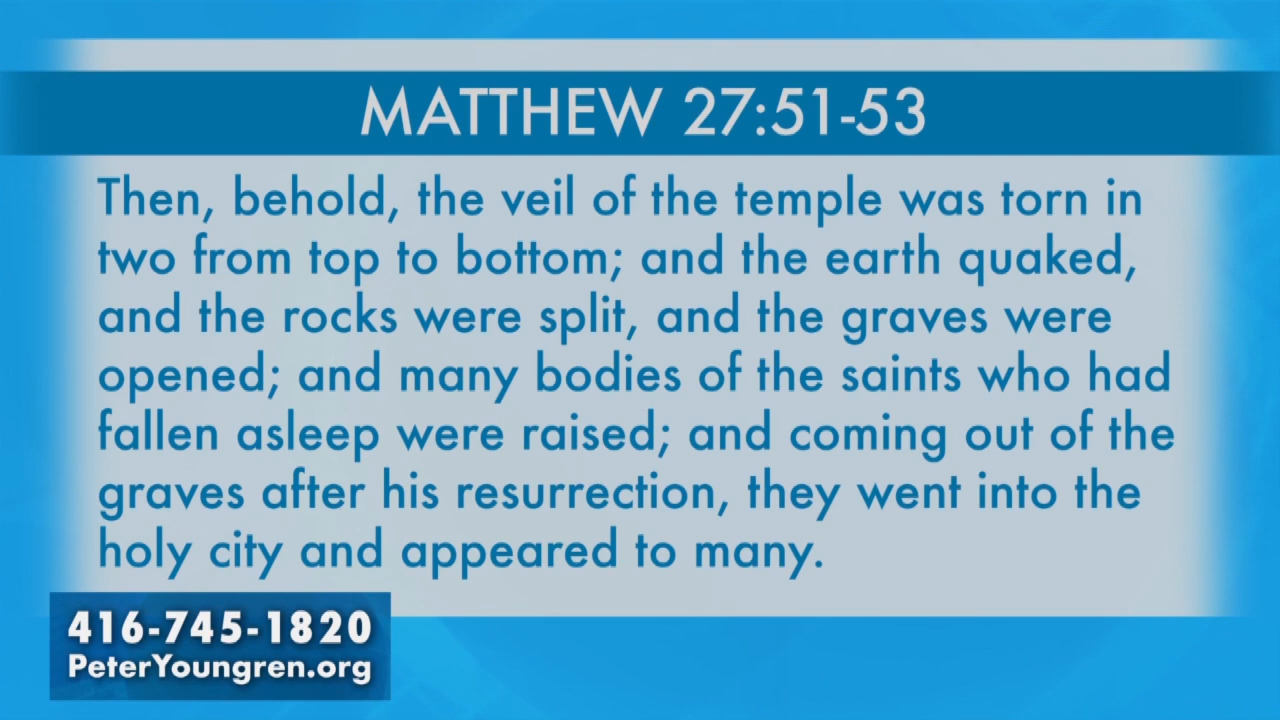 MATTHEW 27:51-53
Then, behold, the veil of the temple was torn in
two from top to bottom; and the earth quaked,
and the rocks were split, and the graves were
opened; and many bodies of the saints who had
fallen asleep were raised; and coming out of the
graves after his resurrection, they went into the
holy city and appeared to many.
416-745-1820
PeterYoungren.org